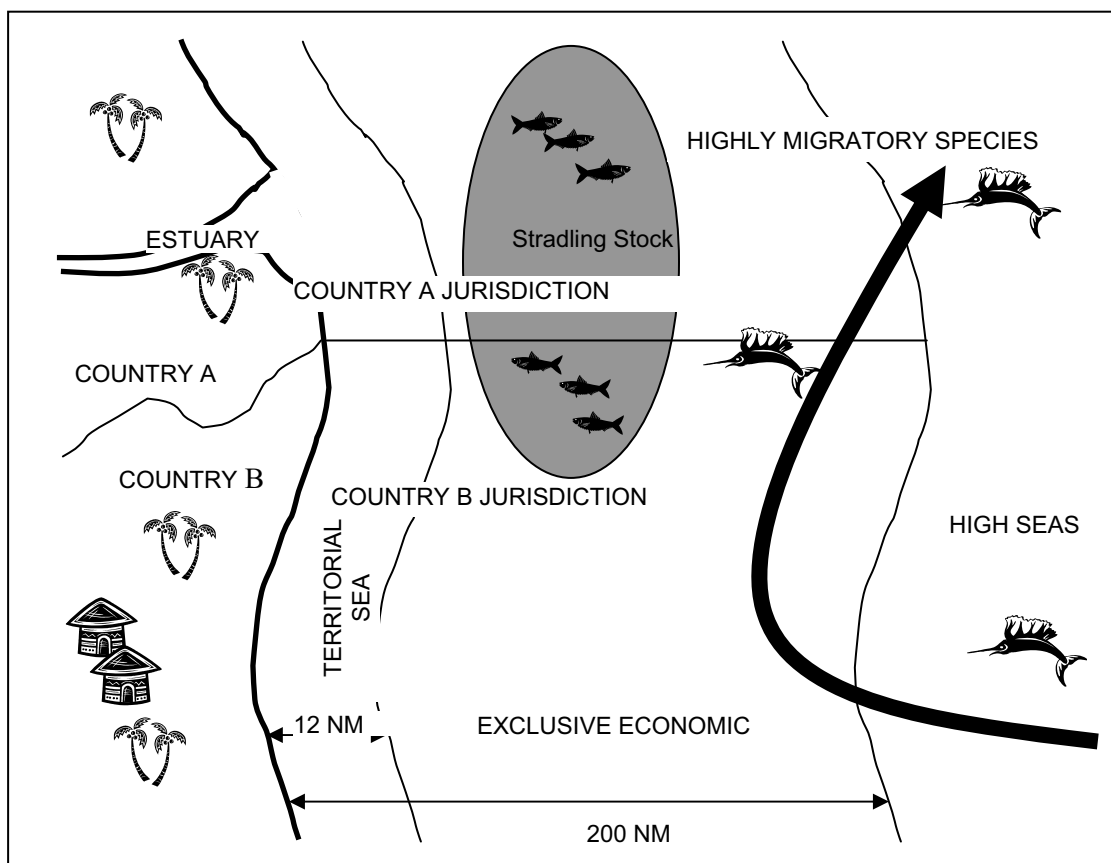 HIGHLY MIGRATORY SPECIES
ESTUARY
Stradling Stock
COUNTRY A JURISDICTION
COUNTRY A
COUNTRY B
COUNTRY B JURISDICTION
HIGH SEAS
TERRITORIAL
SEA
12 NM
EXCLUSIVE ECONOMIC
200 NM